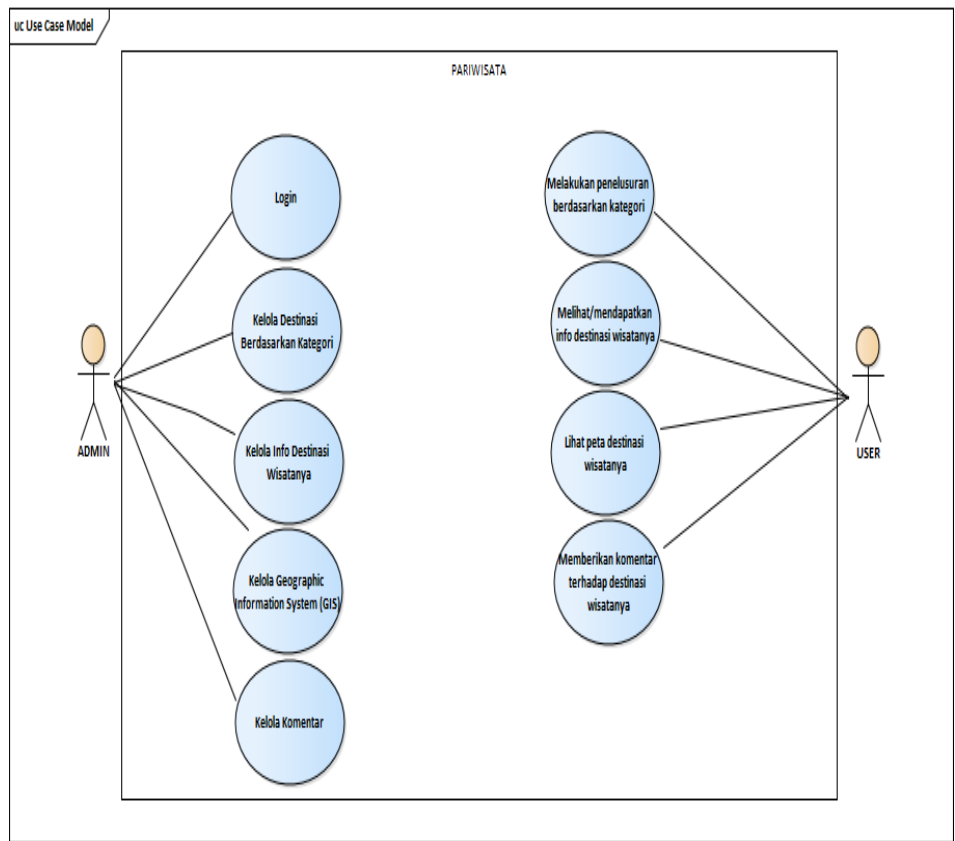 uc Use Case Model
PARIWISATA
Login
Kelola Destinasi
Berdasarkan Kategori
Kelola Info Destinasi
Wisatanya
Kelola Geographic
Information System (GIS)
Kelola Komentar
ADMIN
Melakukan penelusuran
berdasarkan kategori
Melihat/mendapatkan
info destinasi wisatanya
Lihat peta destinasi
wisatanya
Memberikan komentar
terhadap destinasi
wisatanya
USER